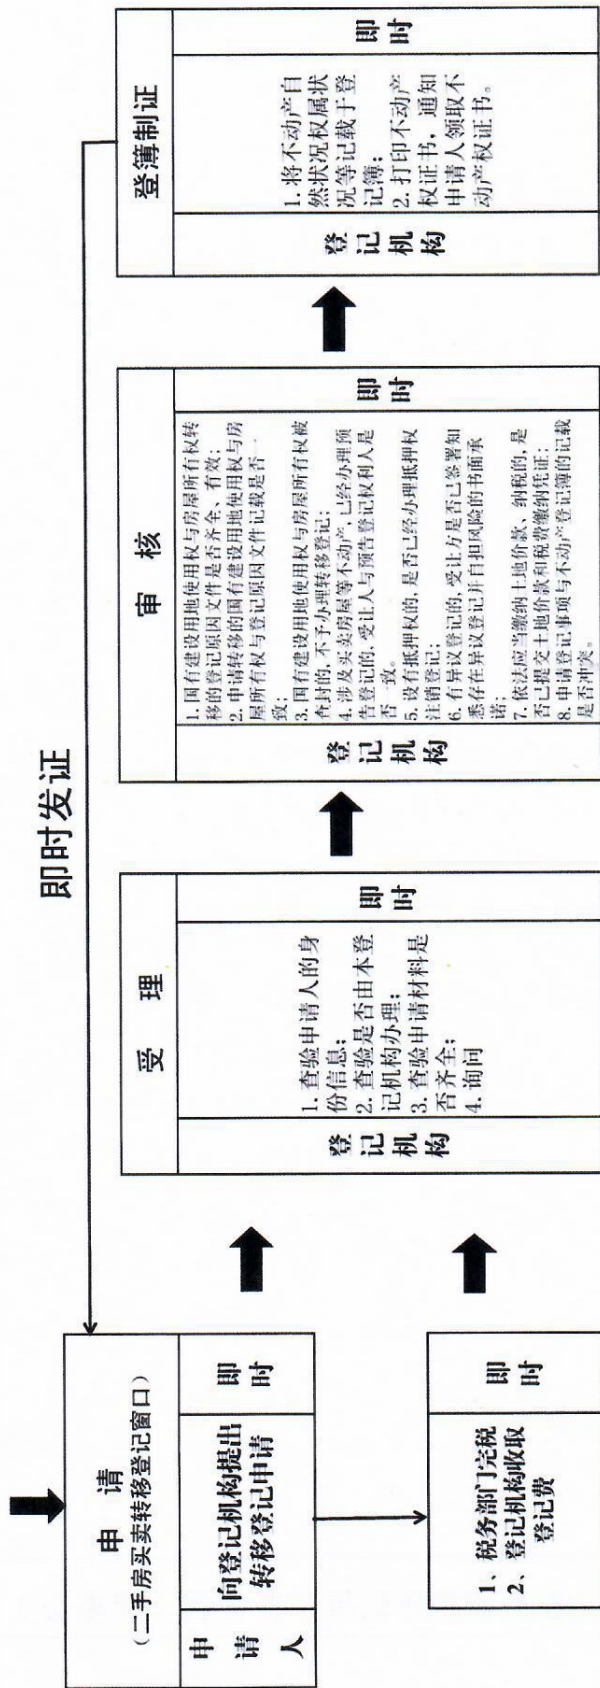 即时发证
申 请
(二手房买卖转移登记窗口)
申请人
向登记机构提出
转移登记申请
即时
1、税务部门完税
2、登记机构收取
登记费
即时
受 理
登记机构
1. 查验申请人的身
份信息;
2. 查验是否由本登
记机构办理;
3. 查验申请材料是
否齐全;
4. 询问
即时
审 核
登记机构
1. 国有建设用地使用权与房屋所有权转
移的登记原因文件是否齐全、有效;
2. 申请转移的国有建设用地使用权与房
屋所有权与登记原因文件记载是否一
致;
3. 国有建设用地使用权与房屋所有权被
查封的,不予办理转移登记;
4. 涉及买卖房屋等不动产,已经办理预
告登记的,受让人与预告登记权利人是
否一致。
5. 设有抵押权的,是否已经办理抵押权
注销登记;
6. 有异议登记的,受让方是否已签署知
悉存在异议登记并自担风险的书面承
诺;
7. 依法应当缴纳土地价款、纳税的,是
否已提交土地价款和税费缴纳凭证;
8. 申请登记事项与不动产登记簿的记载
是否冲突。
即时
登簿制证
登记机构
1. 将不动产自
然状况权属状
况等记载于登
记簿;
2. 打印不动产
权证书，通知
申请人领取不
动产权证书。
即时